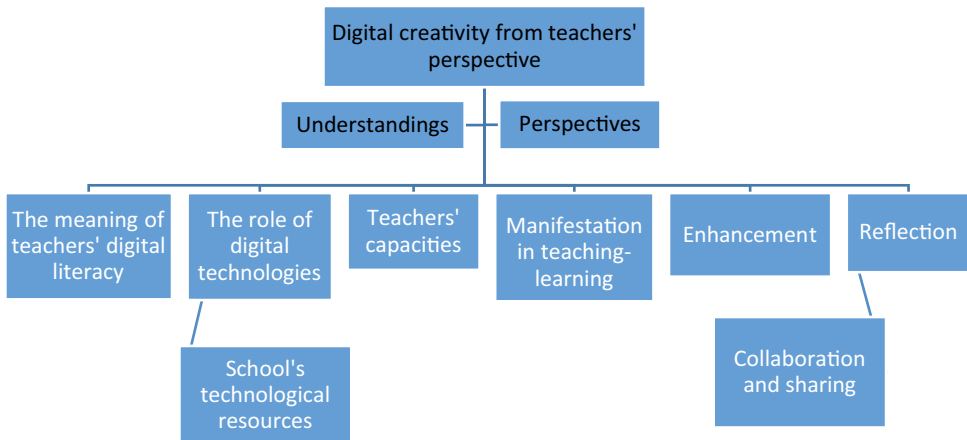 Digital creativity from teachers'
perspective
Understandings
Perspectives
The meaning of
teachers' digital
literacy
The role of
digital
technologies
Teachers'
capacities
Manifestation
in teaching-
learning
Enhancement
Reflection
School's
technological
resources
Collaboration
and sharing